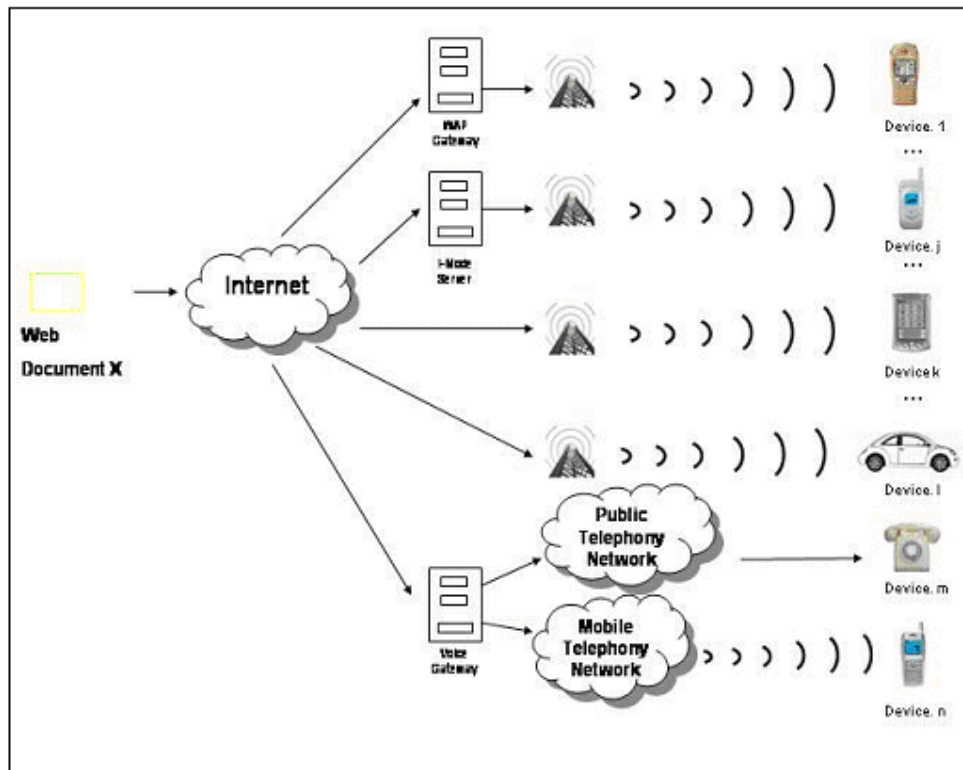 WAP
Gateway
Device. 1
...
I-Mode
Server
Device. j
...
Internet
Web
Document X
Device k
...
Device. l
Public
Telephony
Network
Device. m
Voice
Gateway
Mobile
Telephony
Network
Device. n